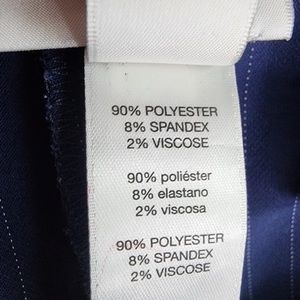 90% POLYESTER
8% SPANDEX
2% VISCOSE
90% poliéster
8% elastano
2% viscosa
90% POLYESTER
8% SPANDEX
2% VISCOSE